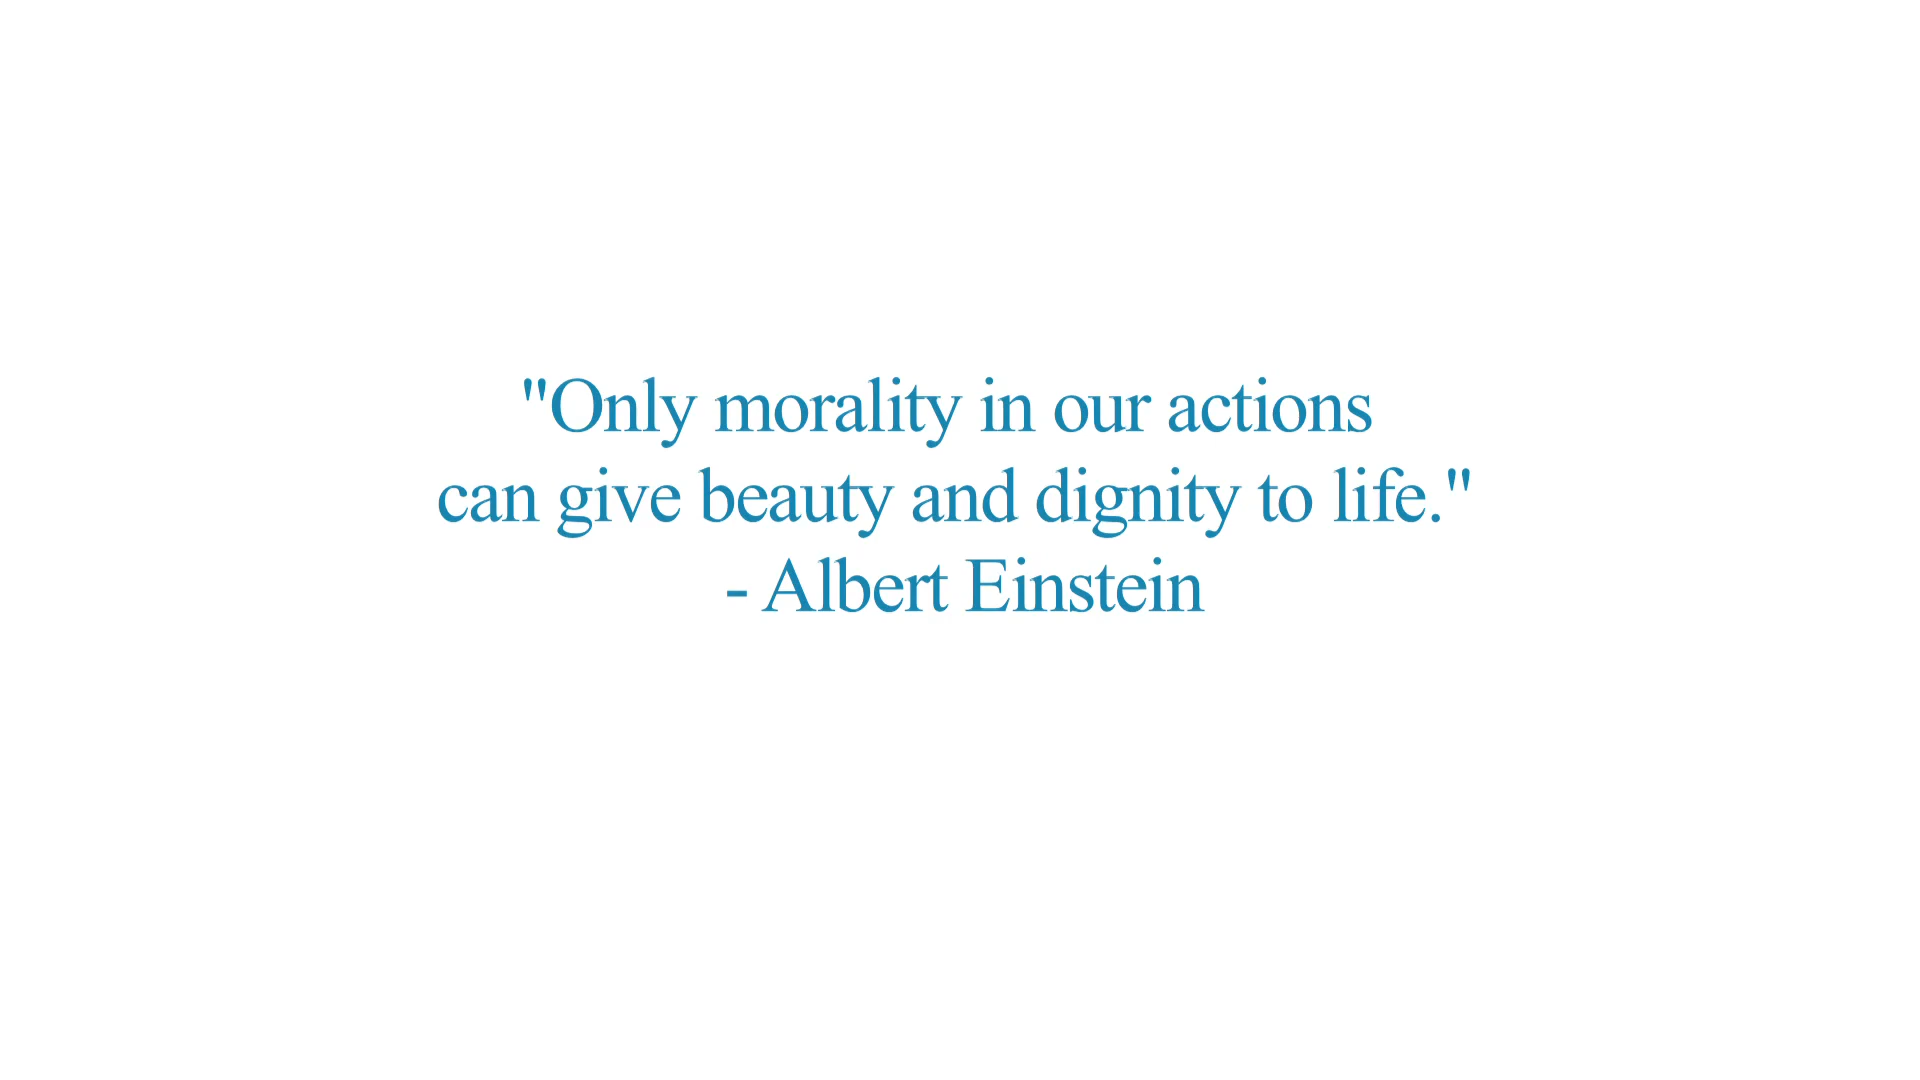 "Only morality in our actions
can give beauty and dignity to life."
- Albert Einstein